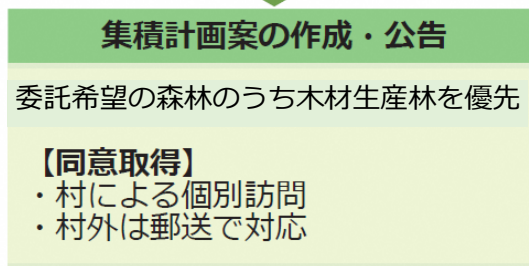 集積計画案の作成・公告
委託希望の森林のうち木材生産林を優先
【同意取得】
・村による個別訪問
・村外は郵送で対応